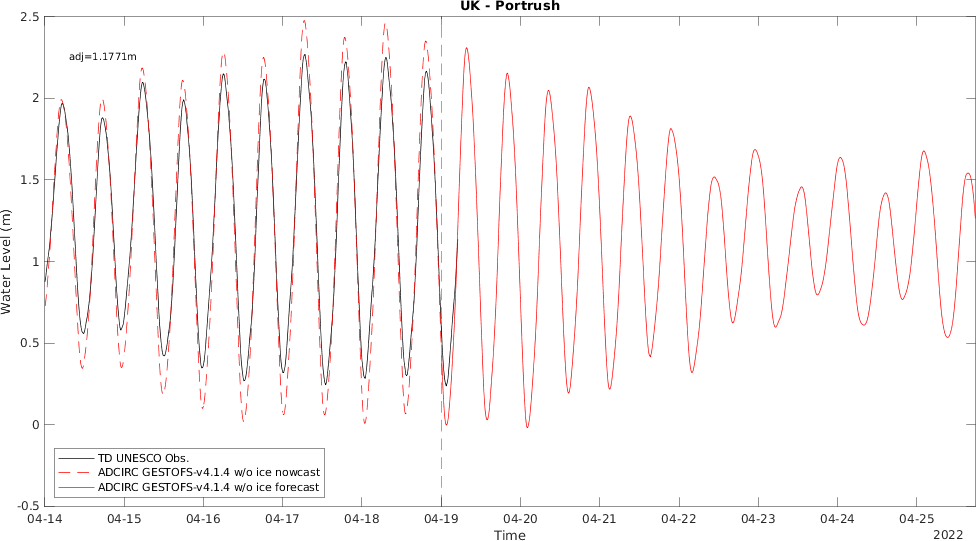 UK - Portrush
2.5
adj=1.1771m
2
1.5
1
0.5
0
-0.5
Water Level (m)
TD UNESCO Obs.
ADCIRC GESTOFS-v4.1.4 w/o ice nowcast
ADCIRC GESTOFS-v4.1.4 w/o ice forecast
04-14 04-15 04-16 04-17 04-18 04-19 04-20 04-21 04-22 04-23 04-24 04-25
Time
2022